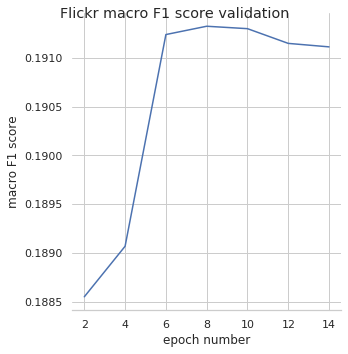 Flickr macro F1 score validation
macro F1 score
0.1910
0.1905
0.1900
0.1895
0.1890
0.1885
2 4 6 8 10 12 14
epoch number